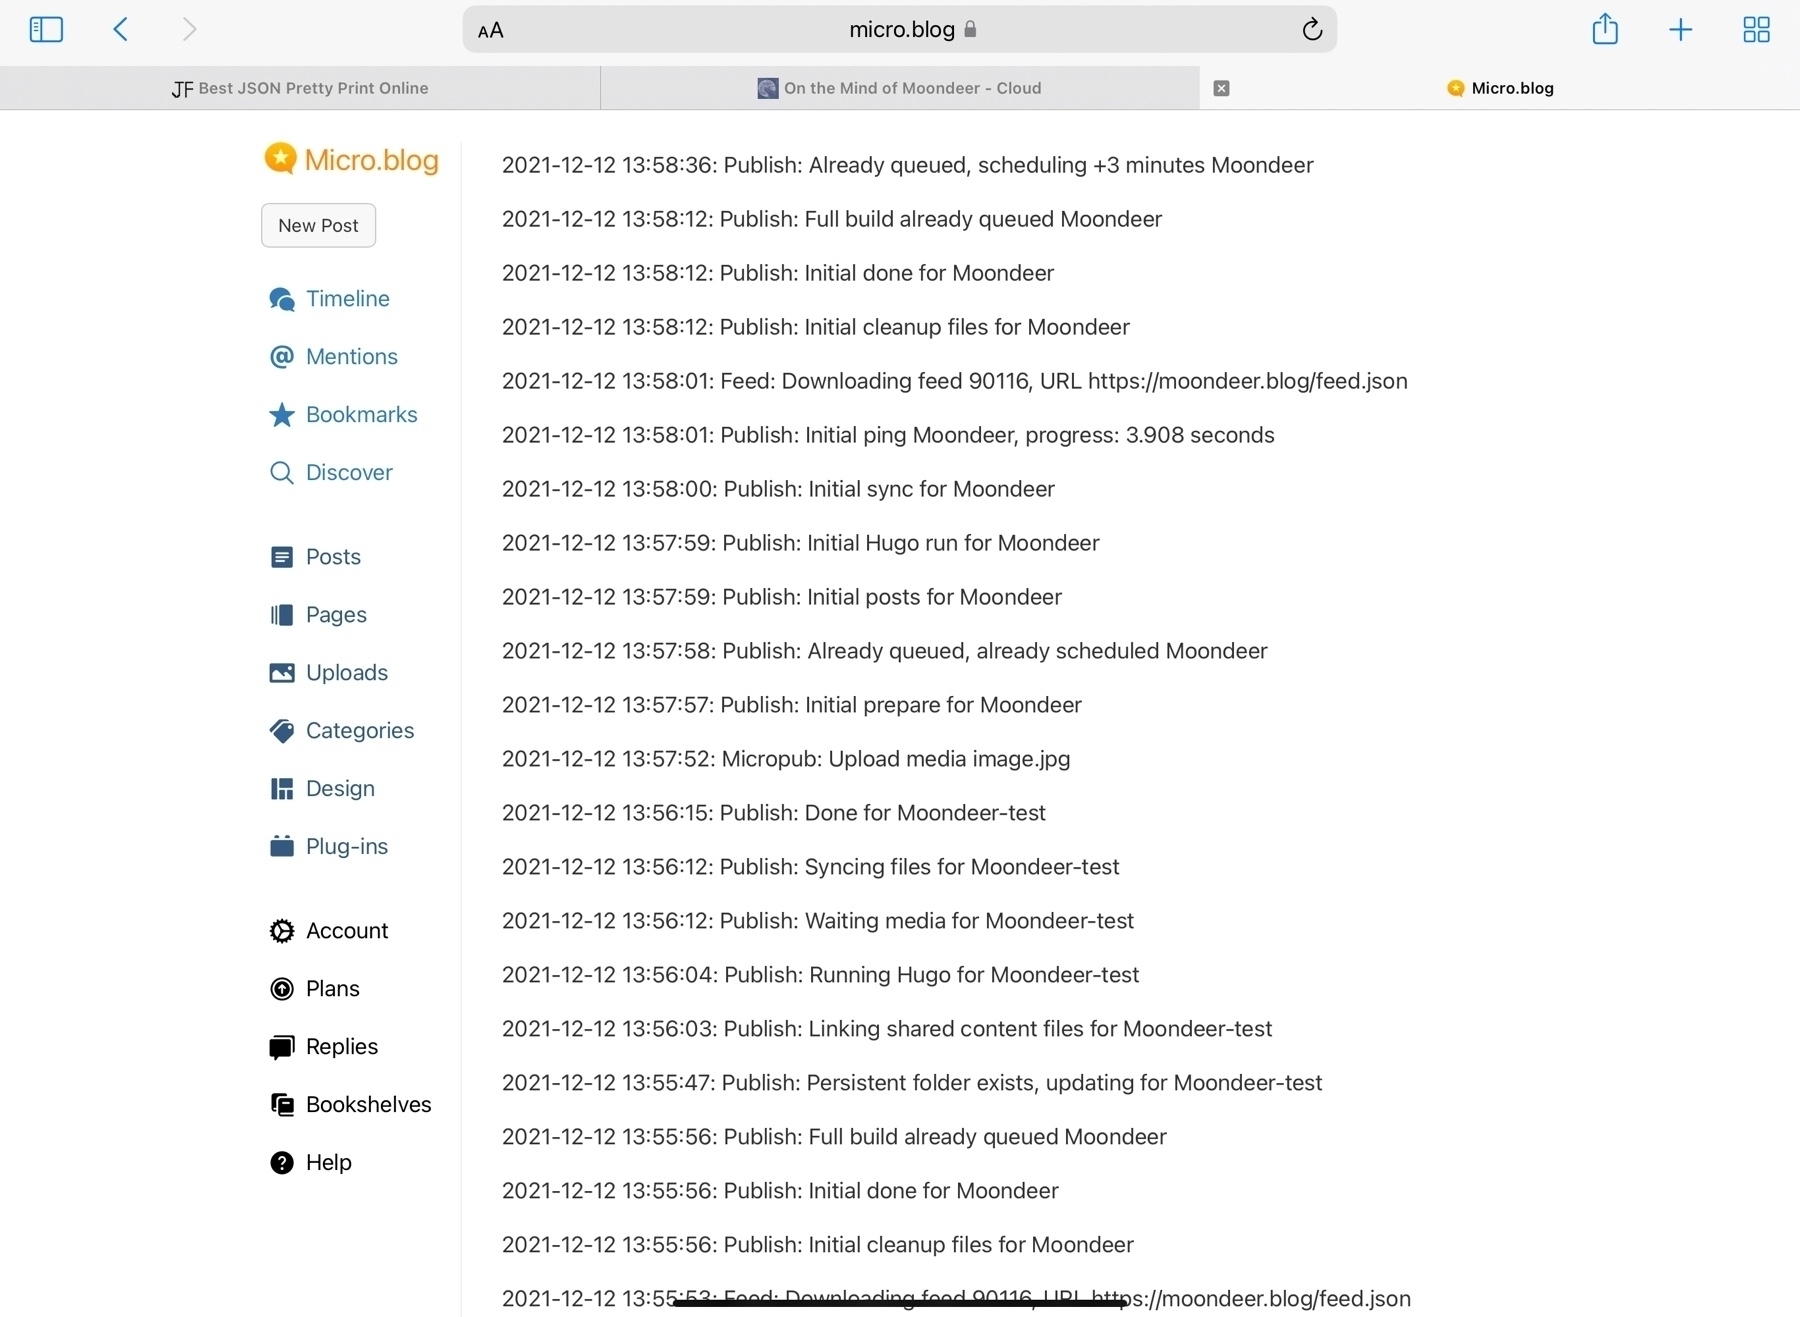 AA
micro.blog
JF Best JSON Pretty Print Online
On the Mind of Moondeer - Cloud
Micro.blog
Micro.blog
New Post
Timeline
Mentions
Bookmarks
Discover
Posts
Pages
Uploads
Categories
Design
Plug-ins
Account
Plans
Replies
Bookshelves
Help
2021-12-12 13:58:36: Publish: Already queued, scheduling +3 minutes Moondeer
2021-12-12 13:58:12: Publish: Full build already queued Moondeer
2021-12-12 13:58:12: Publish: Initial done for Moondeer
2021-12-12 13:58:12: Publish: Initial cleanup files for Moondeer
2021-12-12 13:58:01: Feed: Downloading feed 90116, URL https://moondeer.blog/feed.json
2021-12-12 13:58:01: Publish: Initial ping Moondeer, progress: 3.908 seconds
2021-12-12 13:58:00: Publish: Initial sync for Moondeer
2021-12-12 13:57:59: Publish: Initial Hugo run for Moondeer
2021-12-12 13:57:59: Publish: Initial posts for Moondeer
2021-12-12 13:57:58: Publish: Already queued, already scheduled Moondeer
2021-12-12 13:57:57: Publish: Initial prepare for Moondeer
2021-12-12 13:57:52: Micropub: Upload media image.jpg
2021-12-12 13:56:15: Publish: Done for Moondeer-test
2021-12-12 13:56:12: Publish: Syncing files for Moondeer-test
2021-12-12 13:56:12: Publish: Waiting media for Moondeer-test
2021-12-12 13:56:04: Publish: Running Hugo for Moondeer-test
2021-12-12 13:56:03: Publish: Linking shared content files for Moondeer-test
2021-12-12 13:55:47: Publish: Persistent folder exists, updating for Moondeer-test
2021-12-12 13:55:56: Publish: Full build already queued Moondeer
2021-12-12 13:55:56: Publish: Initial done for Moondeer
2021-12-12 13:55:56: Publish: Initial cleanup files for Moondeer
2021-12-12 13:55:53: Feed: Downloading feed 90116, URL https://moondeer.blog/feed.json